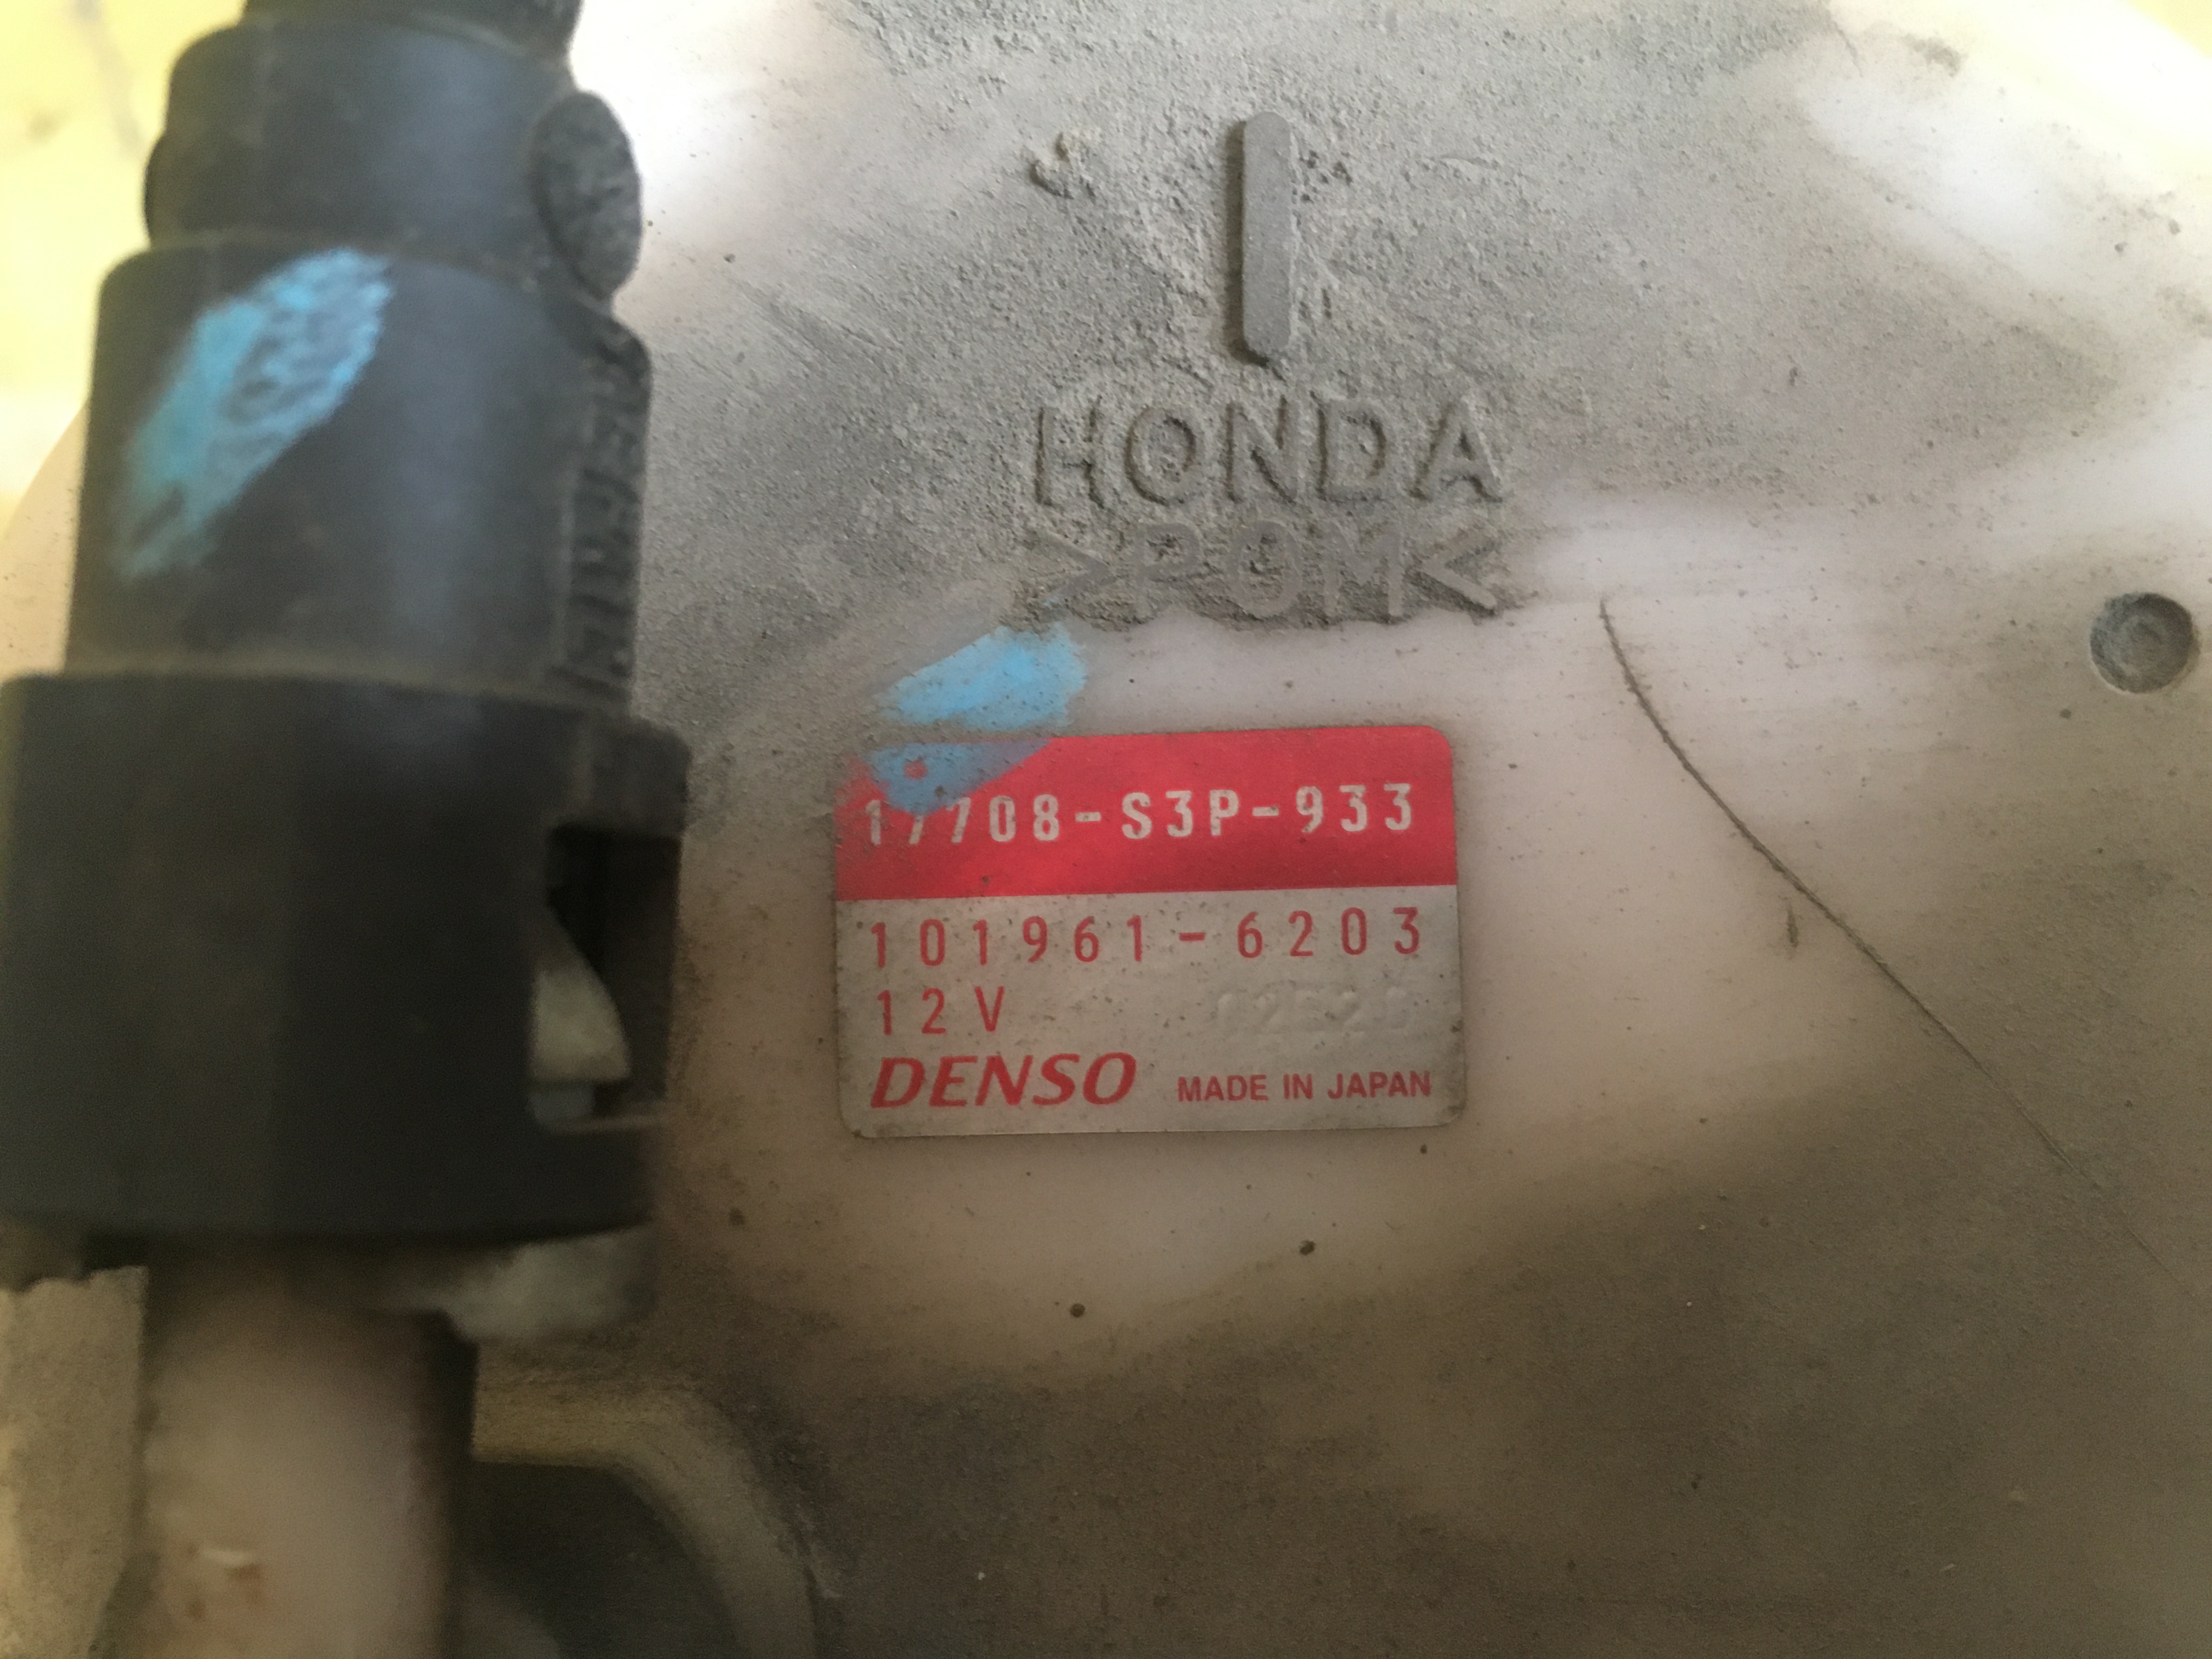 HONDA
>POM<
17708-S3P-933
101961-6203
12V
DENSO MADE IN JAPAN